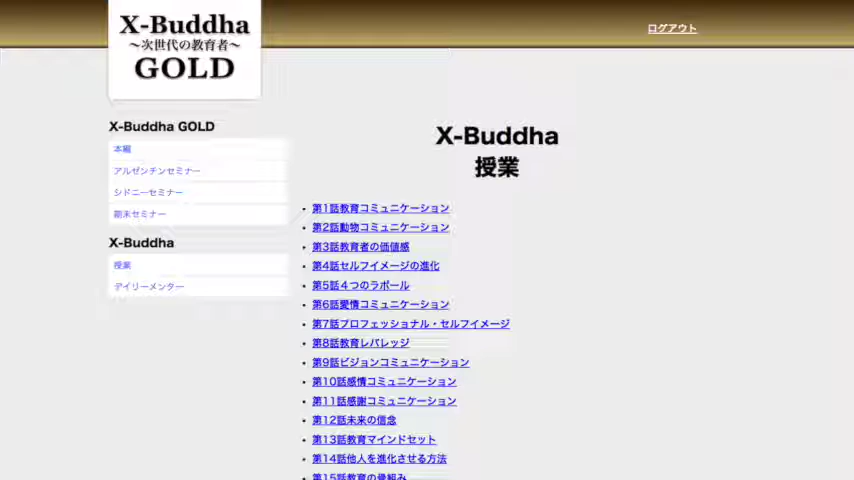 X-Buddha
～次世代の教育者～
GOLD
ログアウト
X-Buddha GOLD
本編
アルゼンチンセミナー
シドニーセミナー
期末セミナー
X-Buddha
授業
デイリーメンター
X-Buddha
授業
・第1話教育コミュニケーション
・第2話動物コミュニケーション
・第3話教育者の価値感
・第4話セルフイメージの進化
・第5話４つのラポール
・第6話愛情コミュニケーション
・第7話プロフェッショナル・セルフイメージ
・第8話教育レバレッジ
・第9話ビジョンコミュニケーション
・第10話感情コミュニケーション
・第11話感謝コミュニケーション
・第12話未来の信念
・第13話教育マインドセット
・第14話他人を進化させる方法
・第15話教育の骨組み